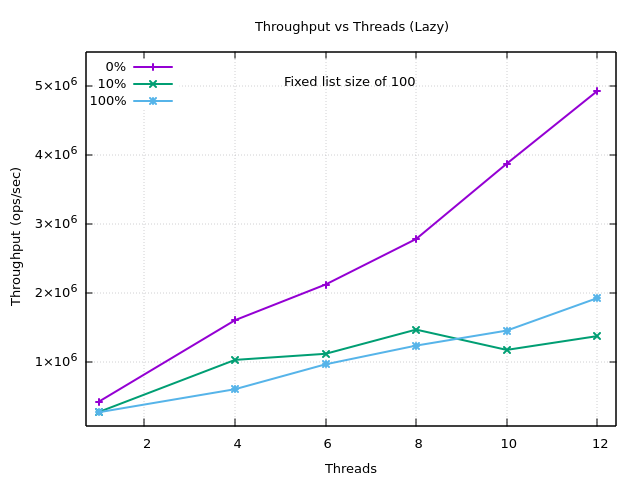 Throughput vs Threads (Lazy)
0%
10%
100%
Fixed list size of 100
5×10⁶
4×10⁶
3×10⁶
2×10⁶
1×10⁶
Throughput (ops/sec)
2 4 6 8 10 12
Threads